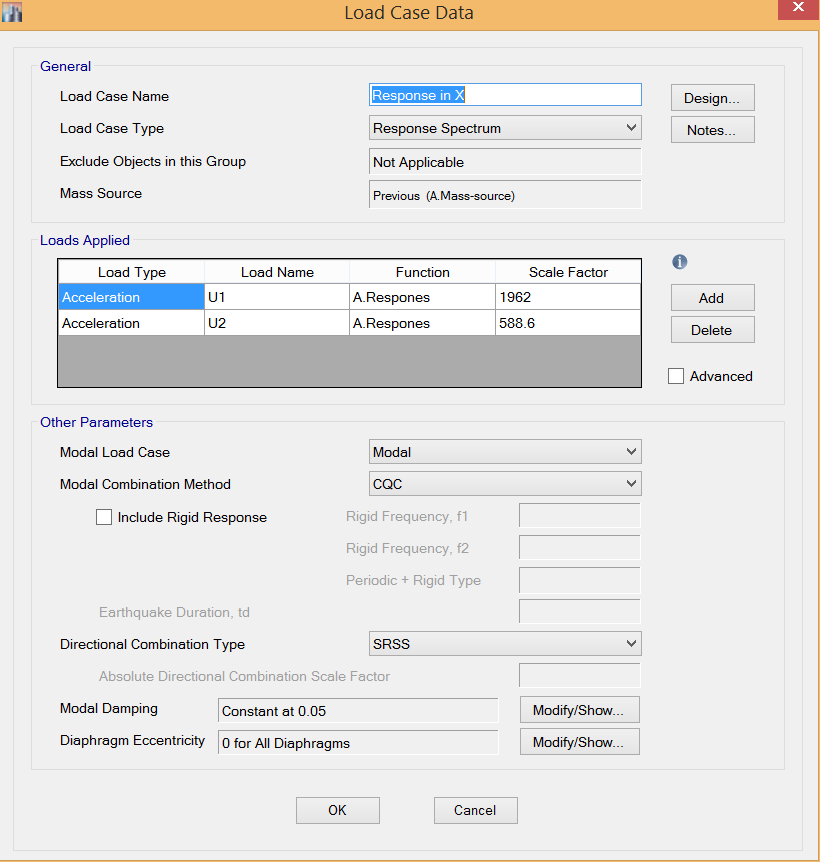 Load Case Data
General
Load Case Name Response in X Design...
Load Case Type Response Spectrum Notes...
Exclude Objects in this Group Not Applicable
Mass Source Previous (A.Mass-source)
Loads Applied
Load Type Load Name Function Scale Factor
Acceleration U1 A.Respones 1962 Add
Acceleration U2 A.Respones 588.6 Delete
Advanced
Other Parameters
Modal Load Case Modal
Modal Combination Method CQC
Include Rigid Response Rigid Frequency, f1
Rigid Frequency, f2
Periodic + Rigid Type
Earthquake Duration, td
Directional Combination Type SRSS
Absolute Directional Combination Scale Factor
Modal Damping Constant at 0.05 Modify/Show...
Diaphragm Eccentricity 0 for All Diaphragms Modify/Show...
OK Cancel